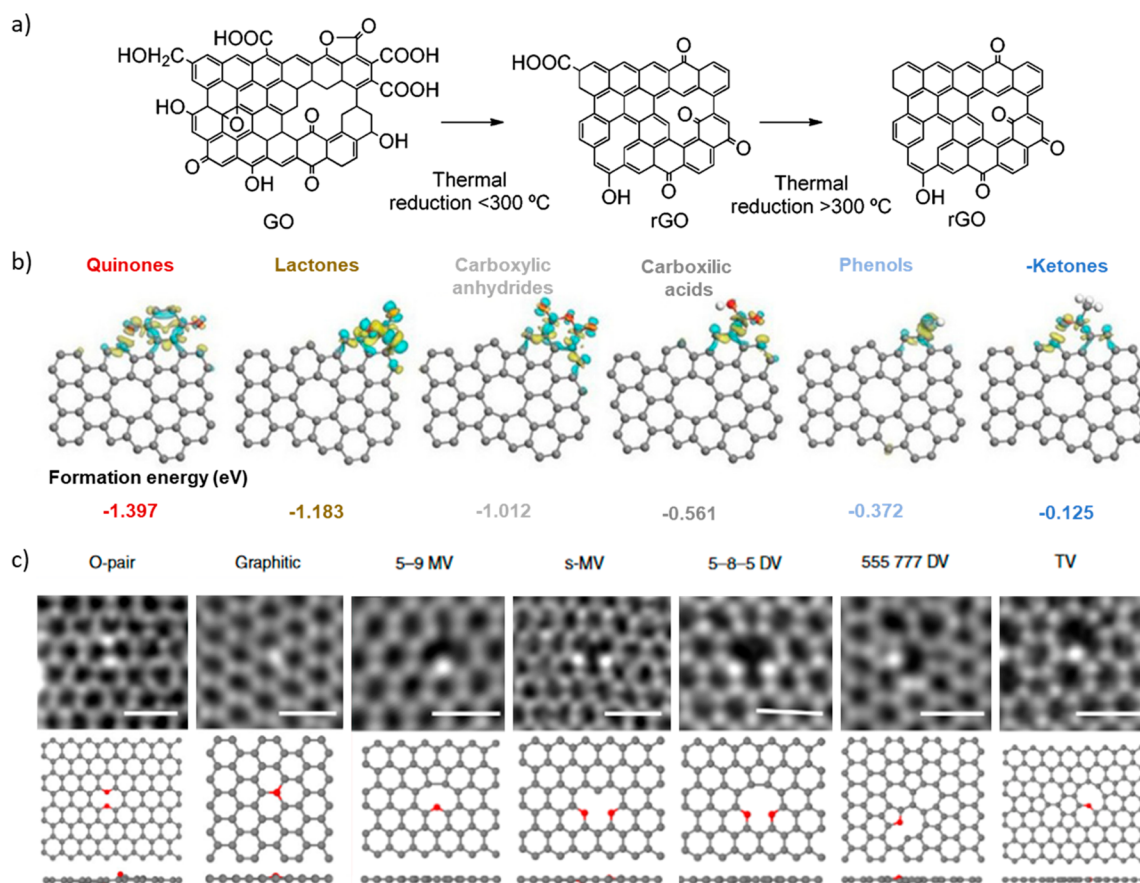 a)
O
HOOC
O
HOH2C
COOH
COOH
HO
O
O
OH
O
OH
O
GO
Thermal
reduction <300 ºC
HOOC
O
O
O
OH
O
rGO
Thermal
reduction >300 ºC
O
O
O
OH
O
rGO
b)
Quinones
Lactones
Carboxylic
anhydrides
Carboxilic
acids
Phenols
-Ketones
Formation energy (eV)
-1.397
-1.183
-1.012
-0.561
-0.372
-0.125
c)
O-pair
Graphitic
5–9 MV
s-MV
5–8–5 DV
555 777 DV
TV